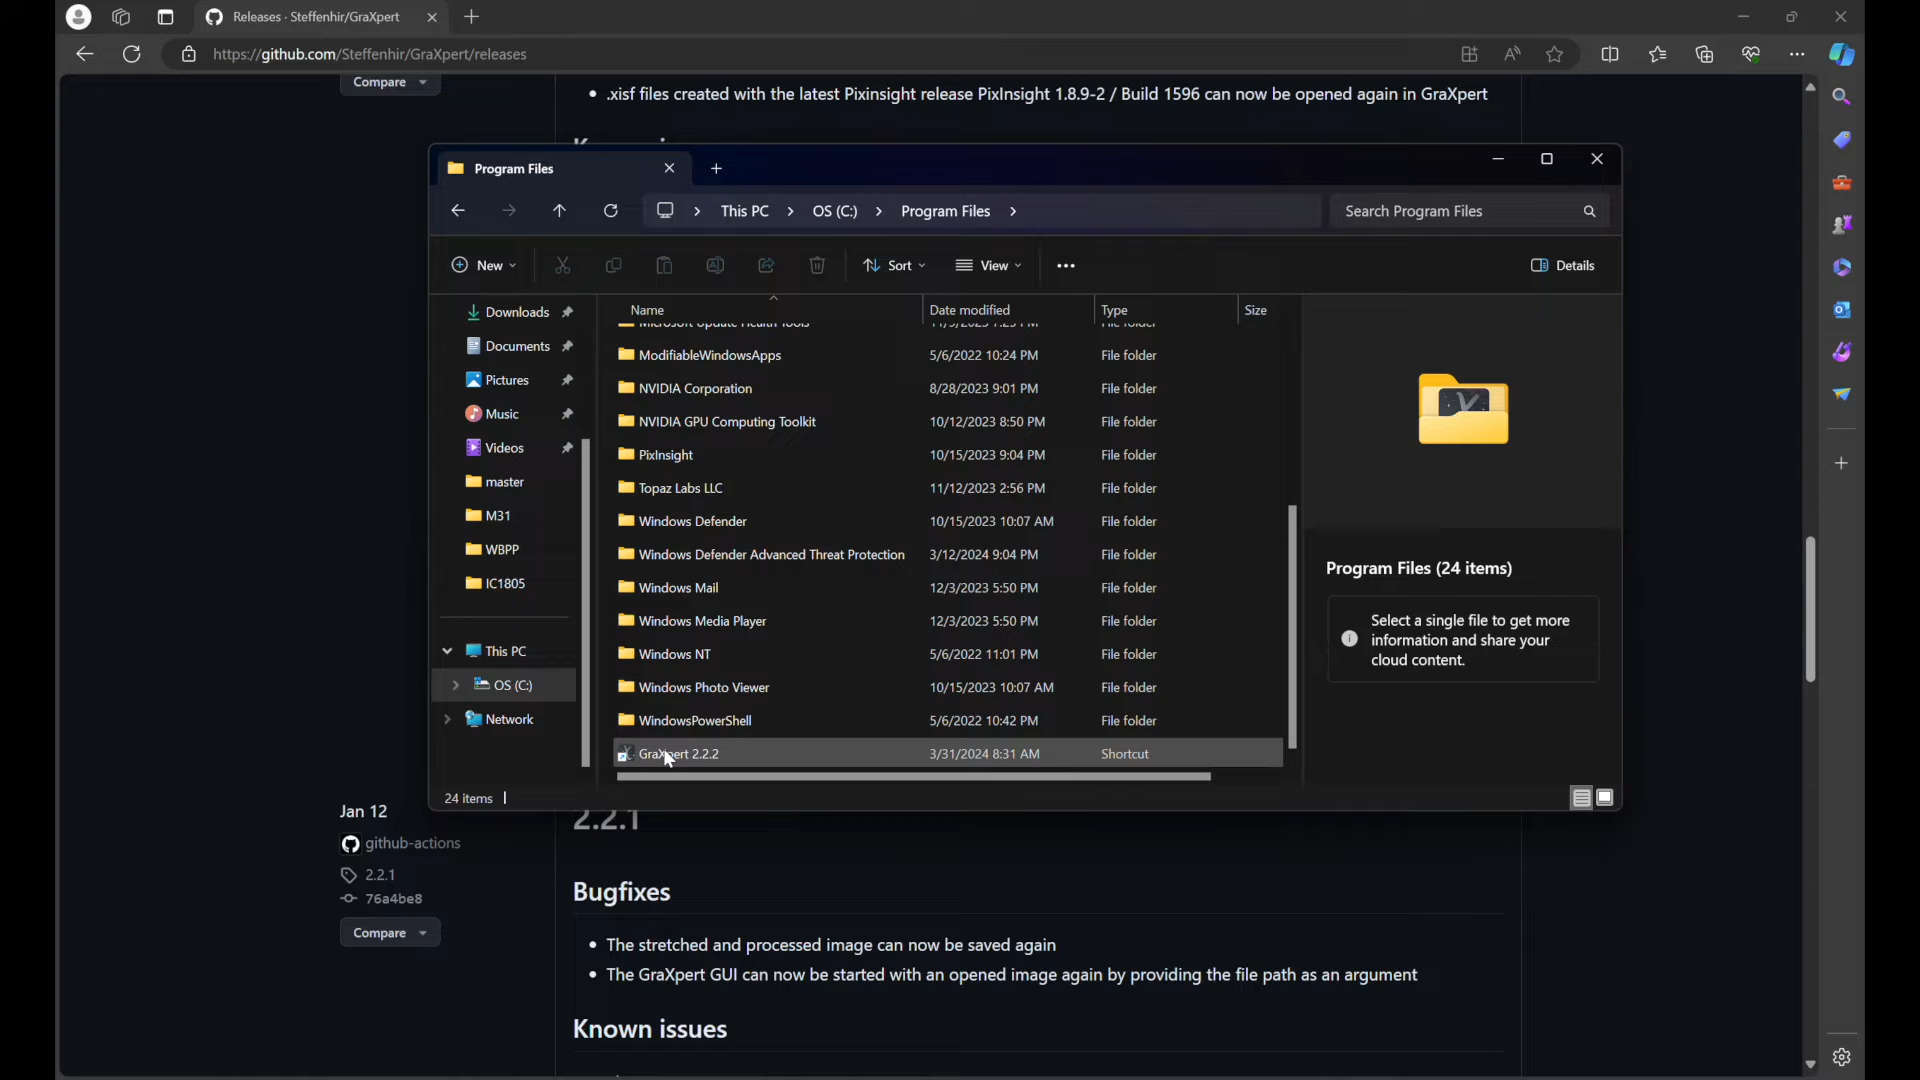 Releases · Steffenhir/GraXpert
https://github.com/Steffenhir/GraXpert/releases
Compare
.xisf files created with the latest Pixinsight release PixInsight 1.8.9-2 / Build 1596 can now be opened again in GraXpert
Program Files
This PC > OS (C:) > Program Files >
Search Program Files
New
Sort
View
Details
Downloads
Documents
Pictures
Music
Videos
master
M31
WBPP
IC1805
This PC
OS (C:)
Network
Name Date modified Type Size
Microsoft Update Health Tools 11/9/2023 7:25 PM File folder
ModifiableWindowsApps 5/6/2022 10:24 PM File folder
NVIDIA Corporation 8/28/2023 9:01 PM File folder
NVIDIA GPU Computing Toolkit 10/12/2023 8:50 PM File folder
PixInsight 10/15/2023 9:04 PM File folder
Topaz Labs LLC 11/12/2023 2:56 PM File folder
Windows Defender 10/15/2023 10:07 AM File folder
Windows Defender Advanced Threat Protection 3/12/2024 9:04 PM File folder
Windows Mail 12/3/2023 5:50 PM File folder
Windows Media Player 12/3/2023 5:50 PM File folder
Windows NT 5/6/2022 11:01 PM File folder
Windows Photo Viewer 10/15/2023 10:07 AM File folder
WindowsPowerShell 5/6/2022 10:42 PM File folder
GraXpert 2.2.2 3/31/2024 8:31 AM Shortcut
Program Files (24 items)
Select a single file to get more
information and share your
cloud content.
24 items
Jan 12
github-actions
2.2.1
76a4be8
Compare
2.2.1
Bugfixes
The stretched and processed image can now be saved again
The GraXpert GUI can now be started with an opened image again by providing the file path as an argument
Known issues